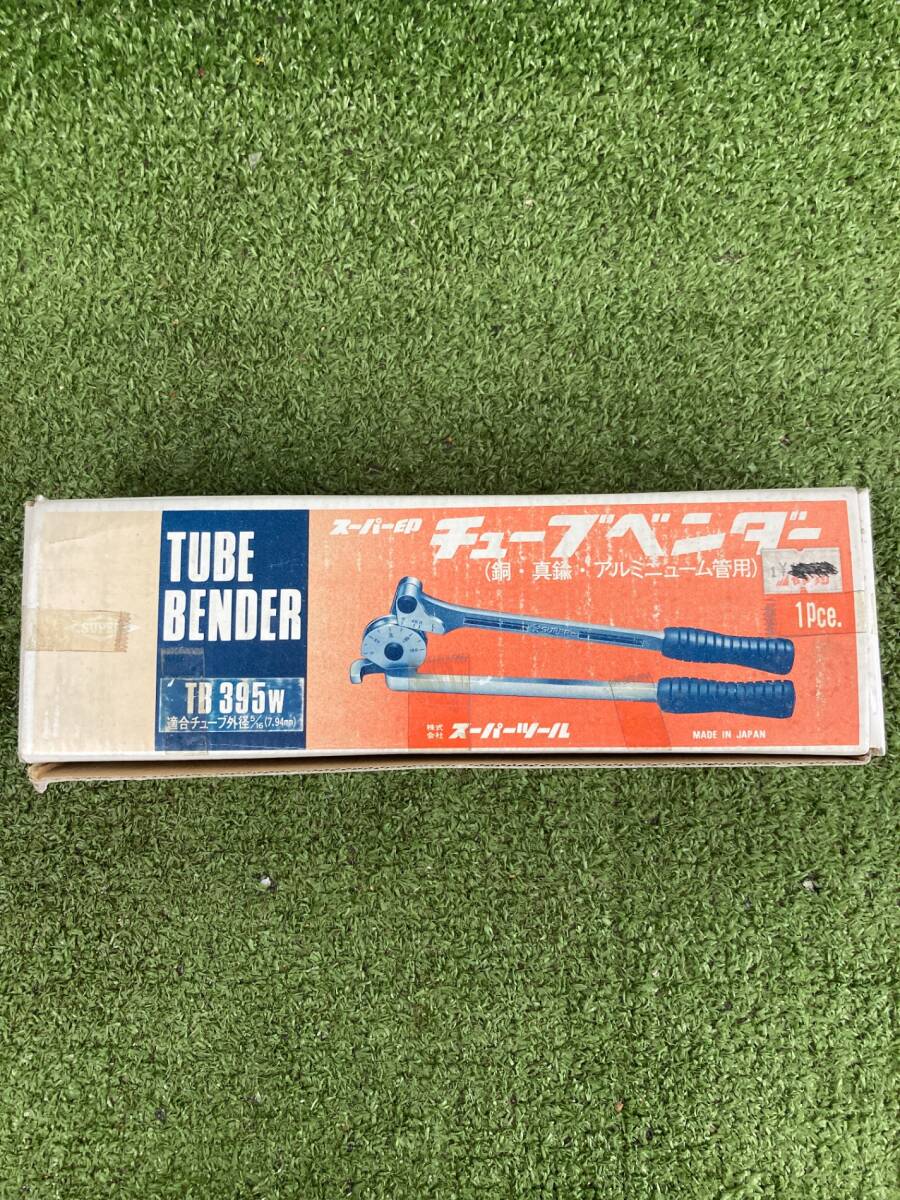 TUBE
BENDER
TB 395W
適合チューブ外径5/16(7.94mm)
スーパー印 チューブベンダー
(銅・真鍮・アルミニューム管用)
1Pce.
SUPER
株式会社 スーパーツール
MADE IN JAPAN